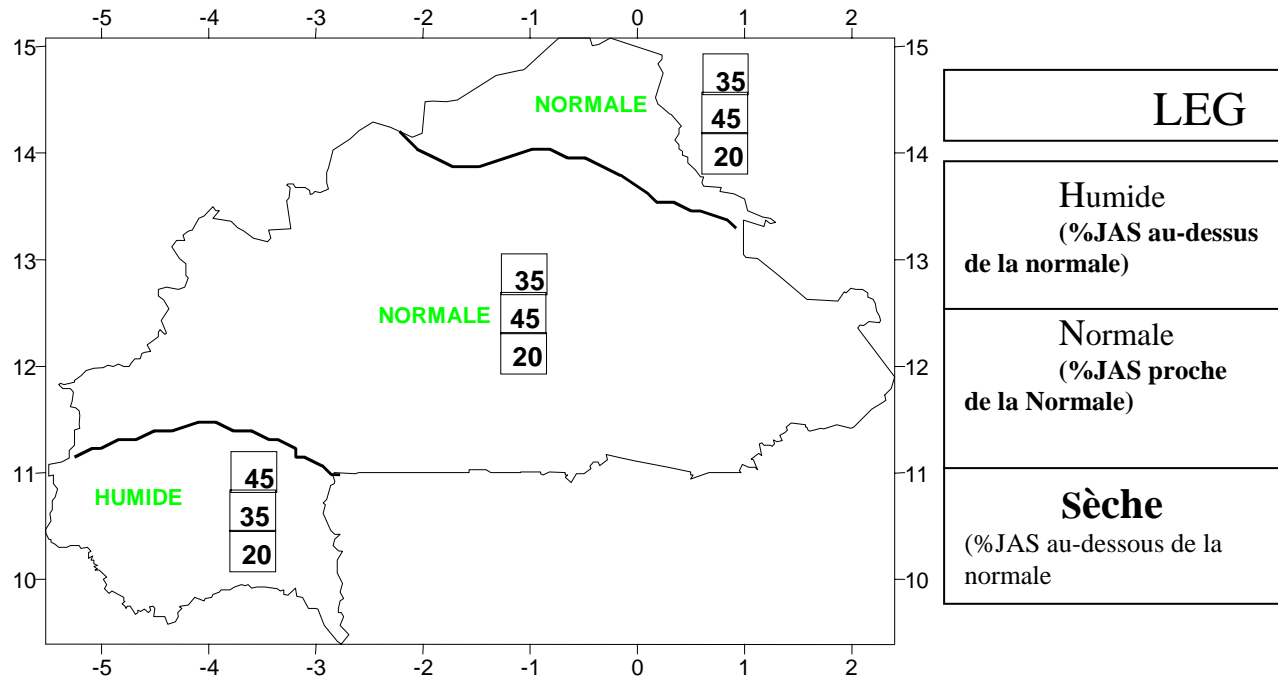 -5 -4 -3 -2 -1 0 1 2
15 15
35
NORMALE
45
LEG
14 20 14
Humide
(%JAS au-dessus
de la normale)
13 13
35
NORMALE
45
Normale
20
12 12
(%JAS proche
de la Normale)
11 11
45
HUMIDE
35
Sèche
20
(%JAS au-dessous de la
normale
10 10
-5 -4 -3 -2 -1 0 1 2